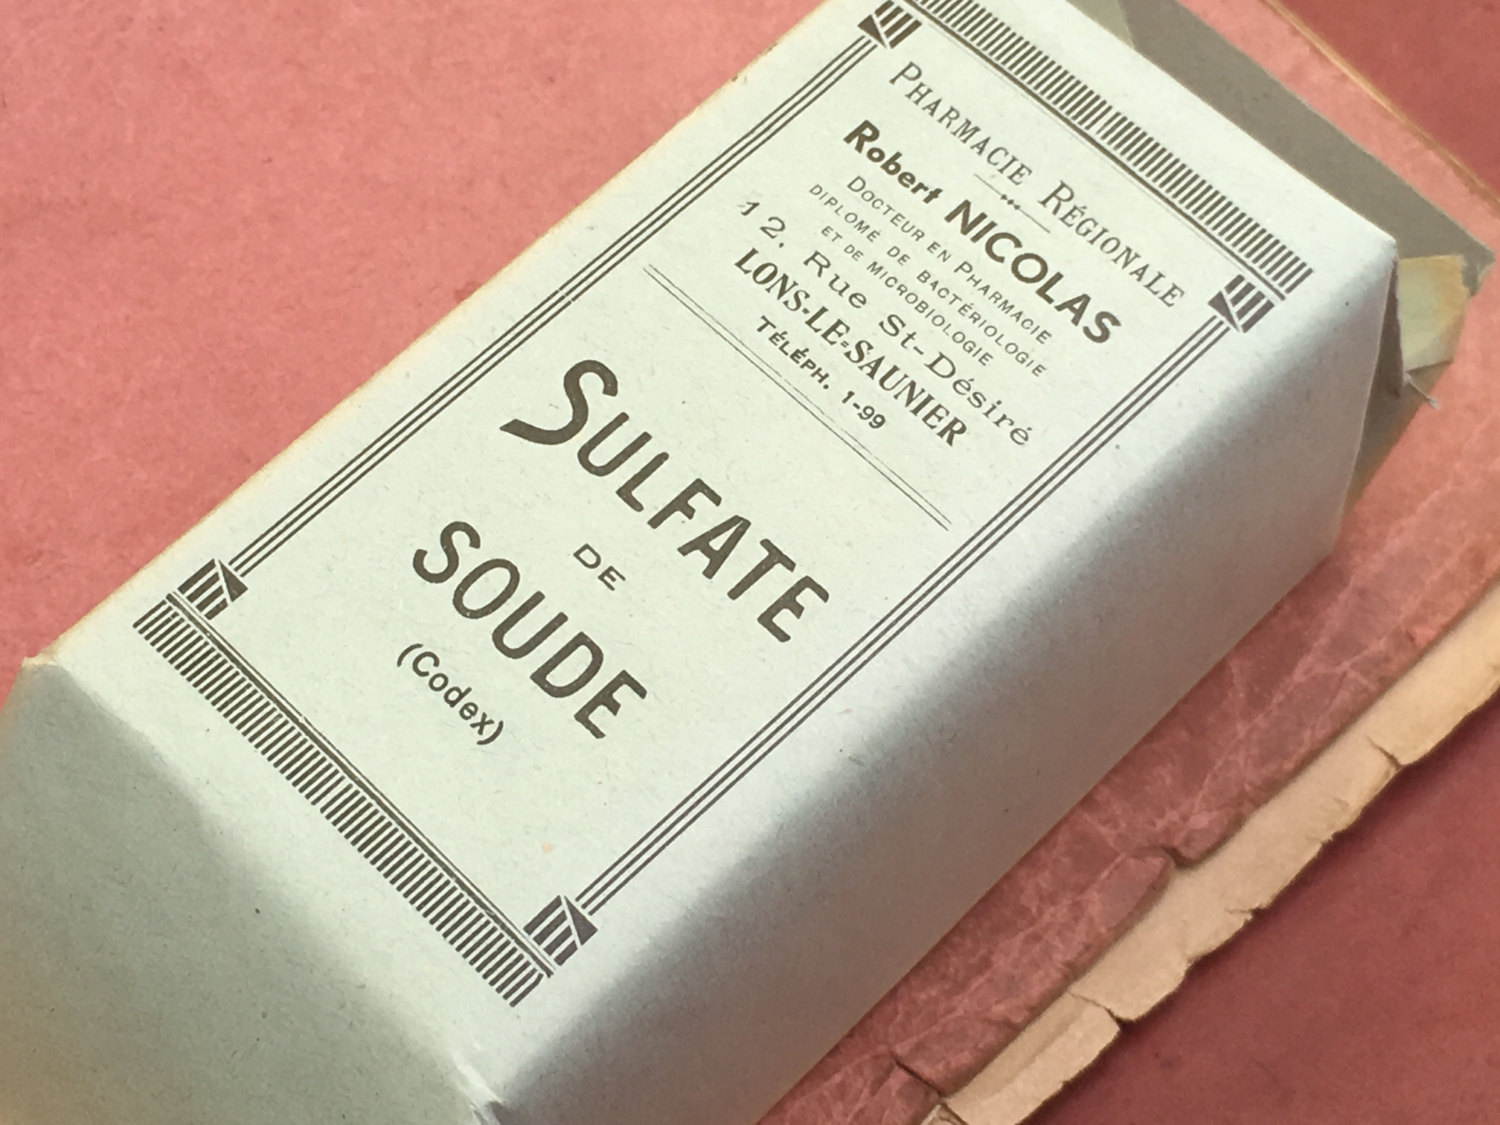 PHARMACIE RÉGIONALE
Robert NICOLAS
DOCTEUR EN PHARMACIE
DIPLOMÉ DE BACTÉRIOLOGIE
ET DE MICROBIOLOGIE
12, Rue St-Désiré
LONS-LE-SAUNIER
TÉLÉPH. 1-99
SULFATE
DE
SOUDE
(Codex)